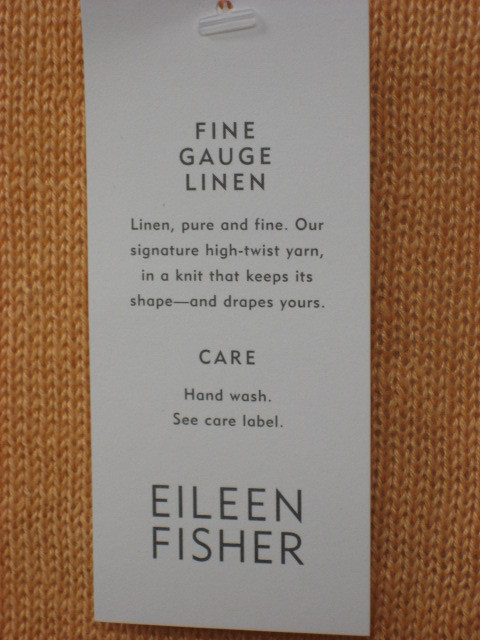 FINE
GAUGE
LINEN
Linen, pure and fine. Our
signature high-twist yarn,
in a knit that keeps its
shape—and drapes yours.
CARE
Hand wash.
See care label.
EILEEN
FISHER